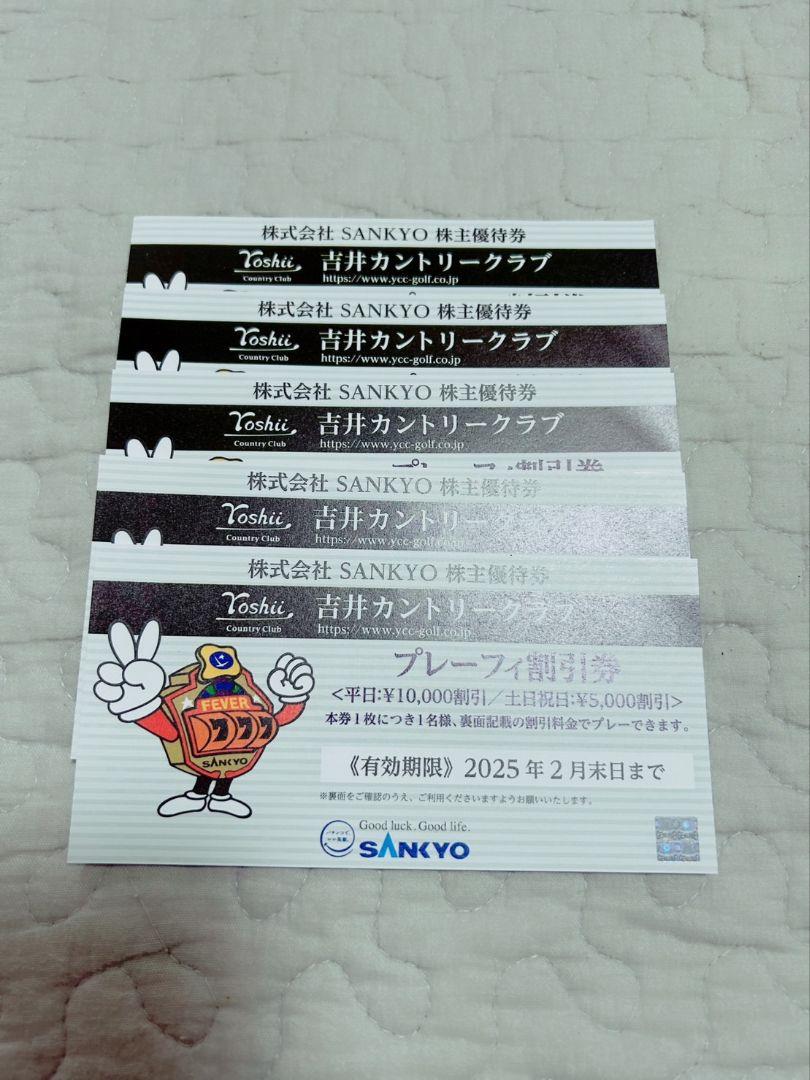 株式会社 SANKYO 株主優待券
Yoshii 吉井カントリークラブ
Country Club https://www.ycc-golf.co.jp
株式会社 SANKYO 株主優待券
Yoshii 吉井カントリークラブ
Country Club https://www.ycc-golf.co.jp
株式会社 SANKYO 株主優待券
Yoshii 吉井カントリークラブ
Country Club https://www.ycc-golf.co.jp
株式会社 SANKYO 株主優待券
Yoshii 吉井カントリー
Country Club https://www.ycc-golf.co.jp
株式会社 SANKYO 株主優待券
Yoshii 吉井カントリークラブ
Country Club https://www.ycc-golf.co.jp
プレーフィ割引券
<平日:¥10,000割引/土日祝日:¥5,000割引>
本券1枚につき1名様、裏面記載の割引料金でプレーできます。
FEVER
777
SANKYO
《有効期限》2025年2月末日まで
※裏面をご確認のうえ、ご利用くださいますようお願いいたします。
Good luck. Good life.
SANKYO